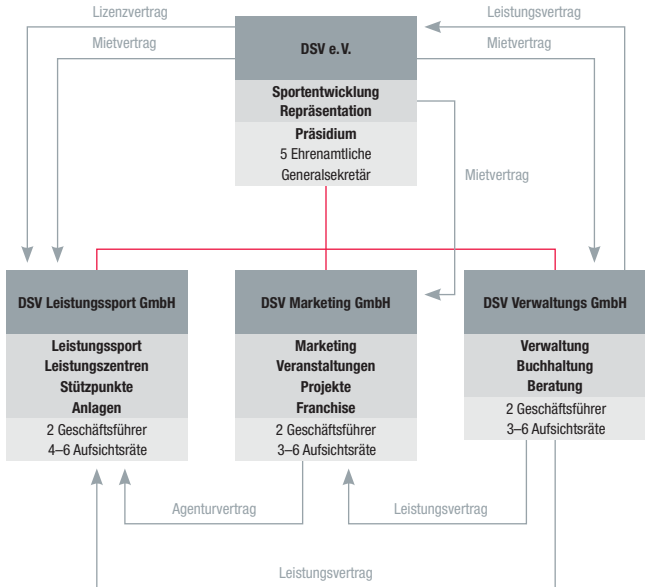 Lizenzvertrag
Leistungsvertrag
Mietvertrag
DSV e. V.
Mietvertrag
Sportentwicklung
Repräsentation
Präsidium
5 Ehrenamtliche
Generalsekretär
Mietvertrag
DSV Leistungssport GmbH
Leistungssport
Leistungszentren
Stützpunkte
Anlagen
2 Geschäftsführer
4–6 Aufsichtsräte
DSV Marketing GmbH
Marketing
Veranstaltungen
Projekte
Franchise
2 Geschäftsführer
3–6 Aufsichtsräte
DSV Verwaltungs GmbH
Verwaltung
Buchhaltung
Beratung
2 Geschäftsführer
3–6 Aufsichtsräte
Agenturvertrag
Leistungsvertrag
Leistungsvertrag